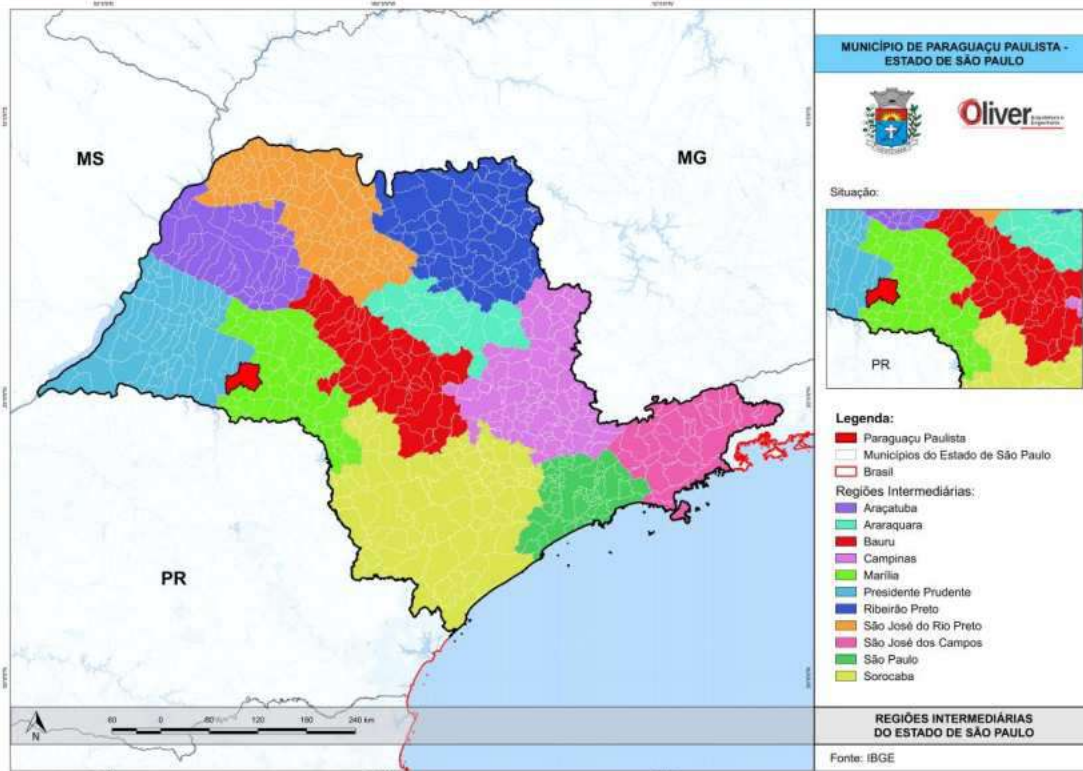 MS
MG
PR
N
60
0
60
120
180
240 km
MUNICÍPIO DE PARAGUAÇU PAULISTA -
ESTADO DE SÃO PAULO
Oliver
Arquitetura e
Engenharia
Situação:
PR
Legenda:
Paraguaçu Paulista
Municípios do Estado de São Paulo
Brasil
Regiões Intermediárias:
Araçatuba
Araraquara
Bauru
Campinas
Marília
Presidente Prudente
Ribeirão Preto
São José do Rio Preto
São José dos Campos
São Paulo
Sorocaba
REGIÕES INTERMEDIÁRIAS
DO ESTADO DE SÃO PAULO
Fonte: IBGE